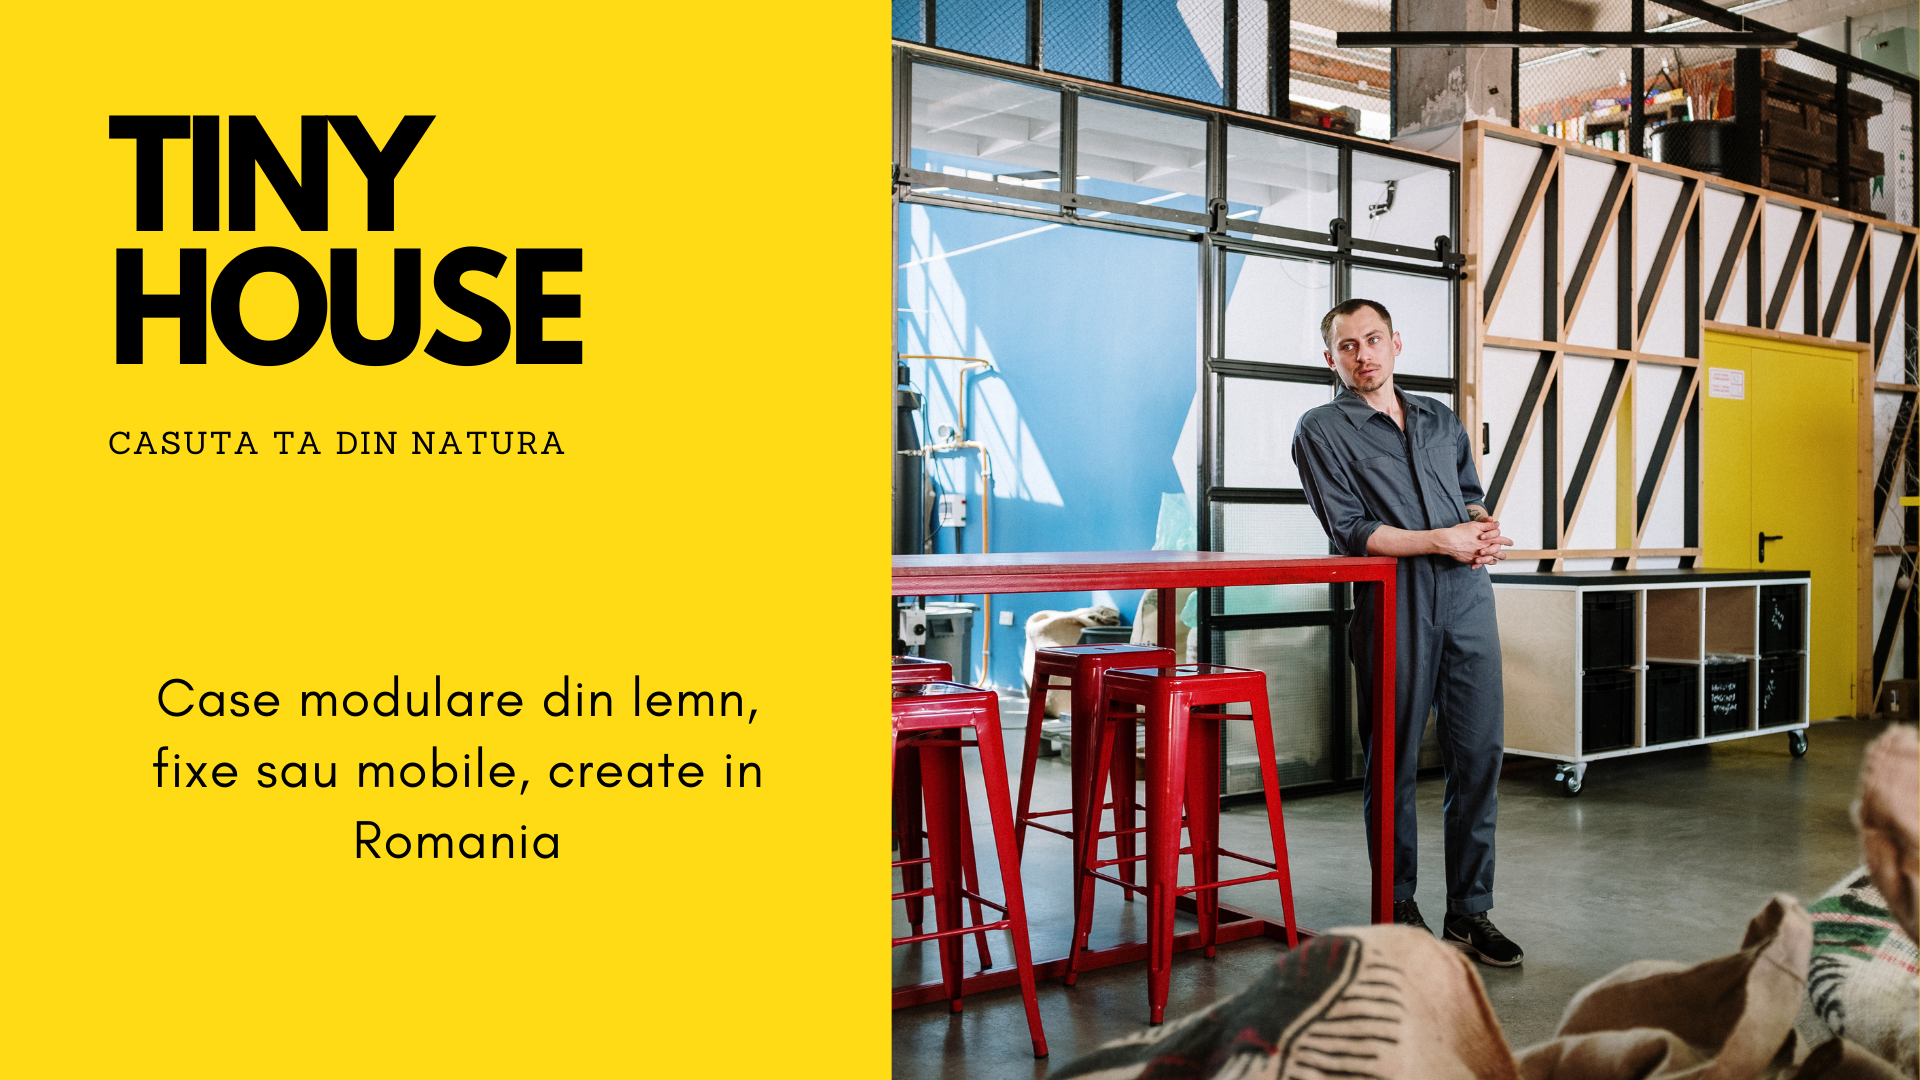 TINY
HOUSE
CASUTA TA DIN NATURA
Case modulare din lemn,
fixe sau mobile, create in
Romania